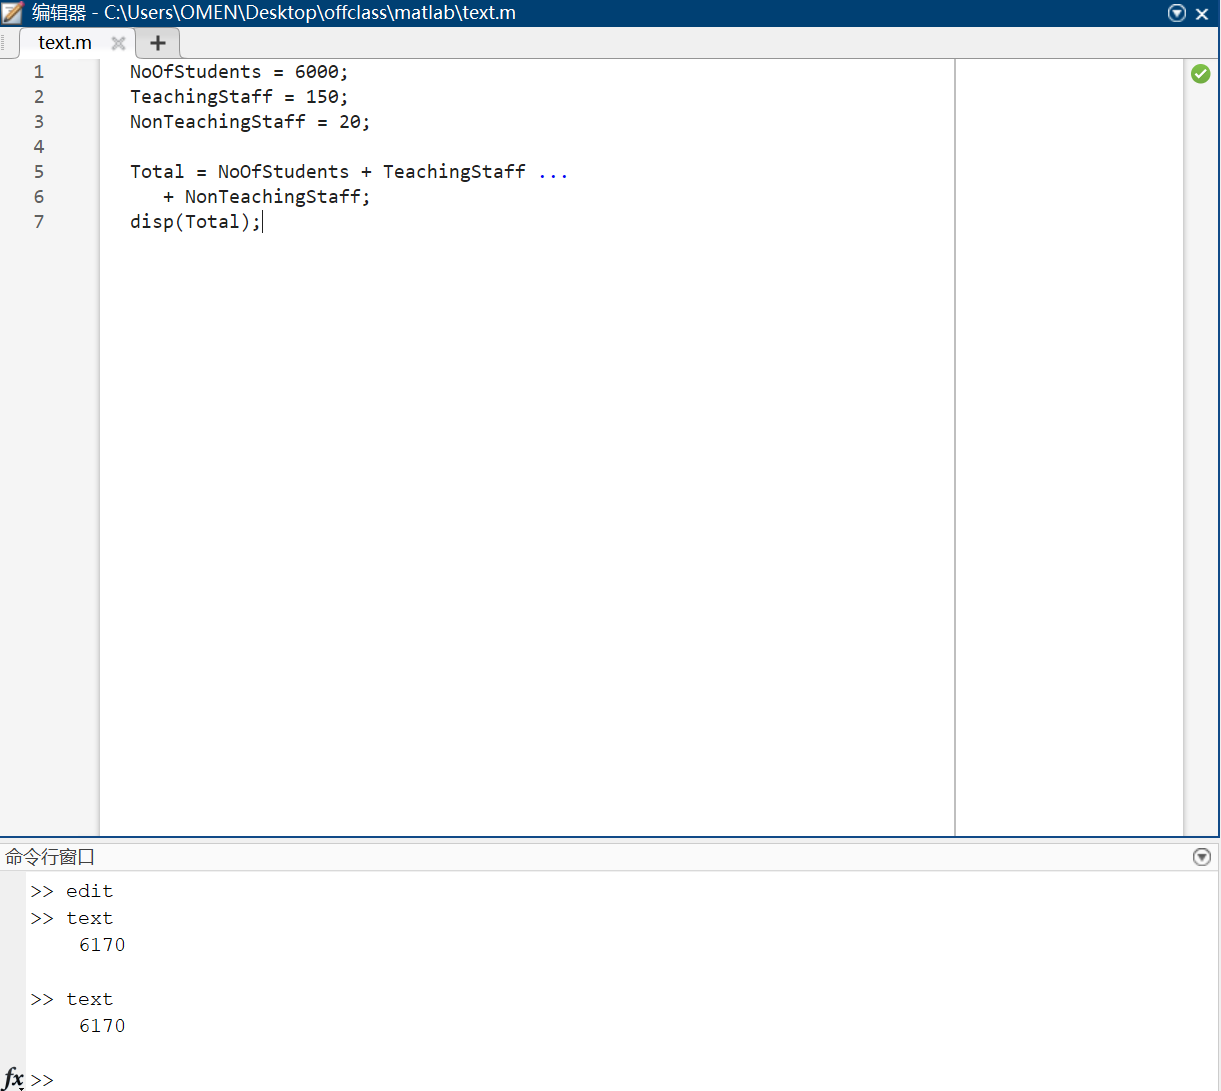 编辑器 - C:\Users\OMEN\Desktop\offclass\matlab\text.m
text.m
1 NoOfStudents = 6000;
2 TeachingStaff = 150;
3 NonTeachingStaff = 20;
4
5 Total = NoOfStudents + TeachingStaff ...
6 + NonTeachingStaff;
7 disp(Total);
命令行窗口
>> edit
>> text
6170
>> text
6170
fx >>